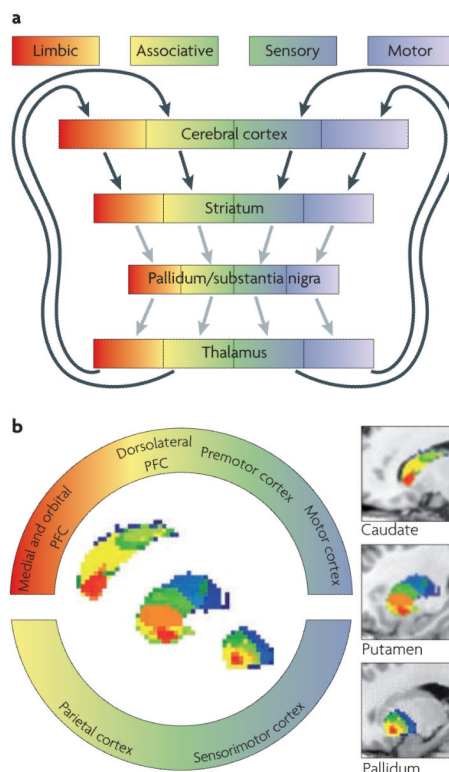 a
Limbic Associative Sensory Motor
Cerebral cortex
Striatum
Pallidum/substantia nigra
Thalamus
b
Medial and orbital
PFC
Dorsolateral
PFC
Premotor cortex
Motor cortex
Parietal cortex
Sensorimotor cortex
Caudate
Putamen
Pallidum